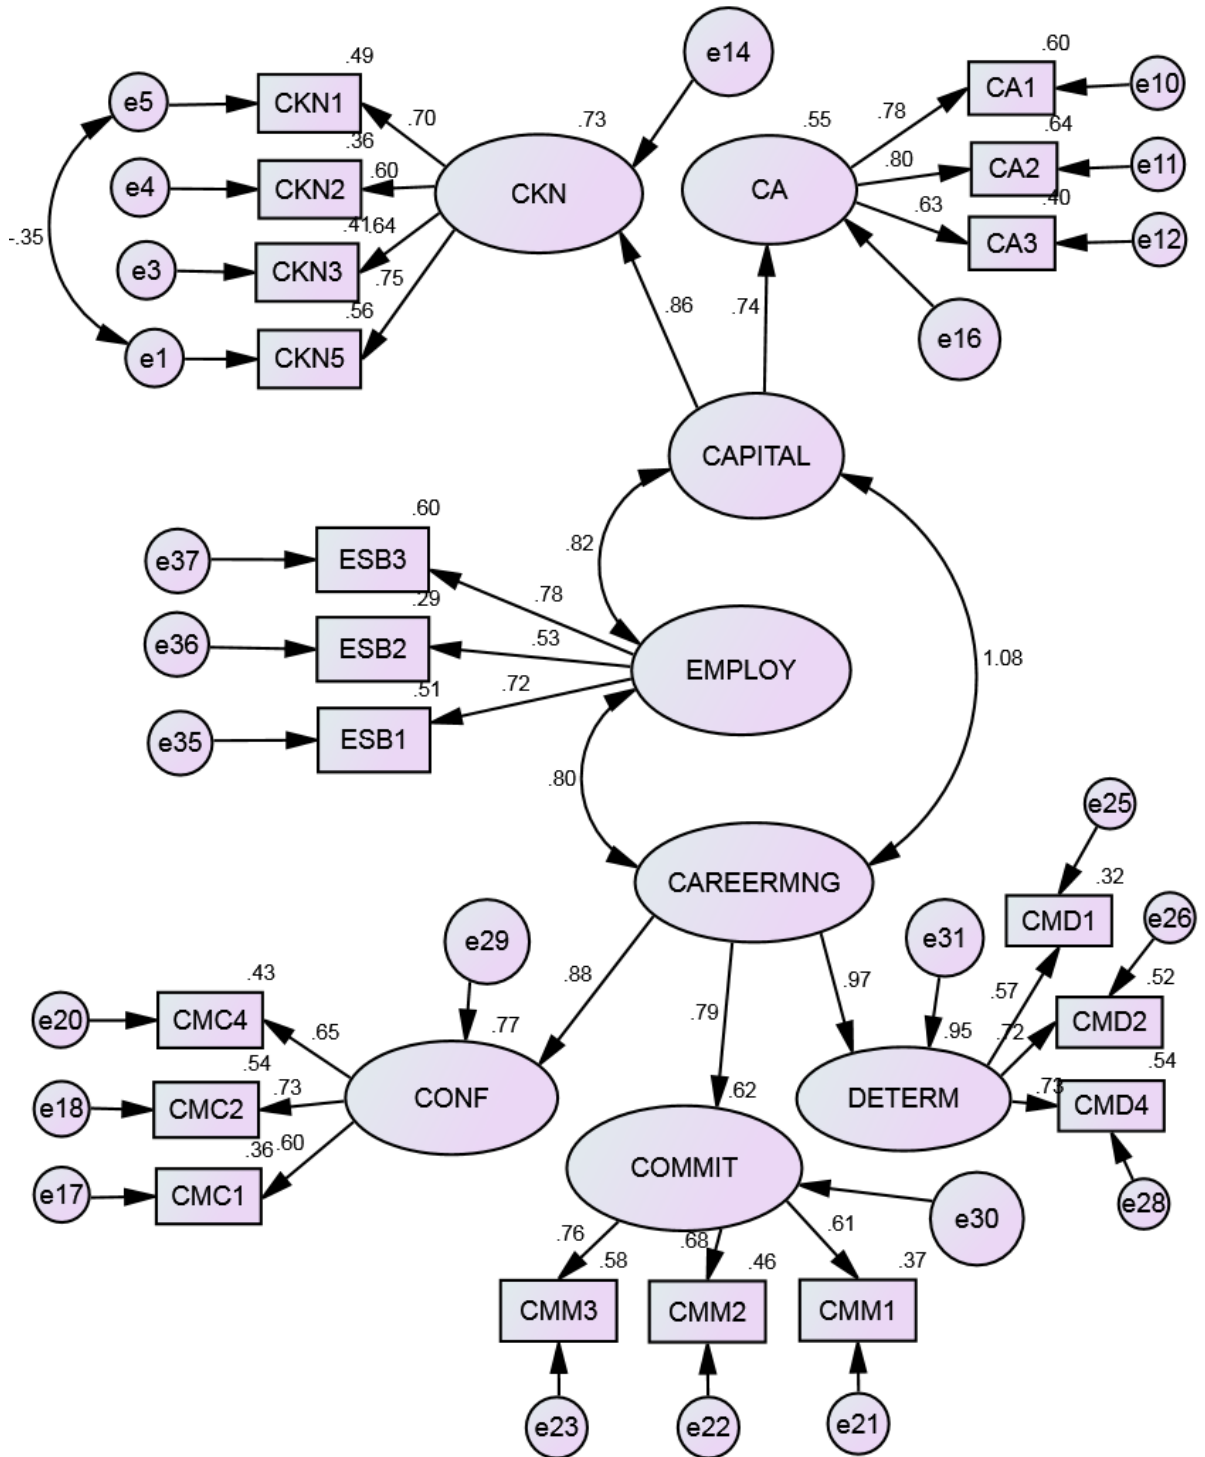 .49
.60
e14
e5
CKN1
.70
.73
.55
.78
CA1
e10
.36
.64
e4
CKN2
.60
CKN
CA
.80
CA2
e11
-.35
.41
.64
.63
.40
e3
CKN3
.75
CA3
e12
.56
.86
.74
e1
CKN5
e16
CAPITAL
.60
e37
ESB3
.82
.29
.78
e36
ESB2
.53
EMPLOY
1.08
.51
.72
e35
ESB1
.80
e25
CAREERMNG
.32
CMD1
e26
e29
e31
.43
.88
.97
.57
.52
e20
CMC4
.65
.77
.79
.95
.72
CMD2
.54
.54
e18
CMC2
.73
CONF
DETERM
.73
CMD4
.62
.36
.60
e17
CMC1
COMMIT
e28
e30
.76
.68
.61
.58
.46
.37
CMM3
CMM2
CMM1
e23
e22
e21